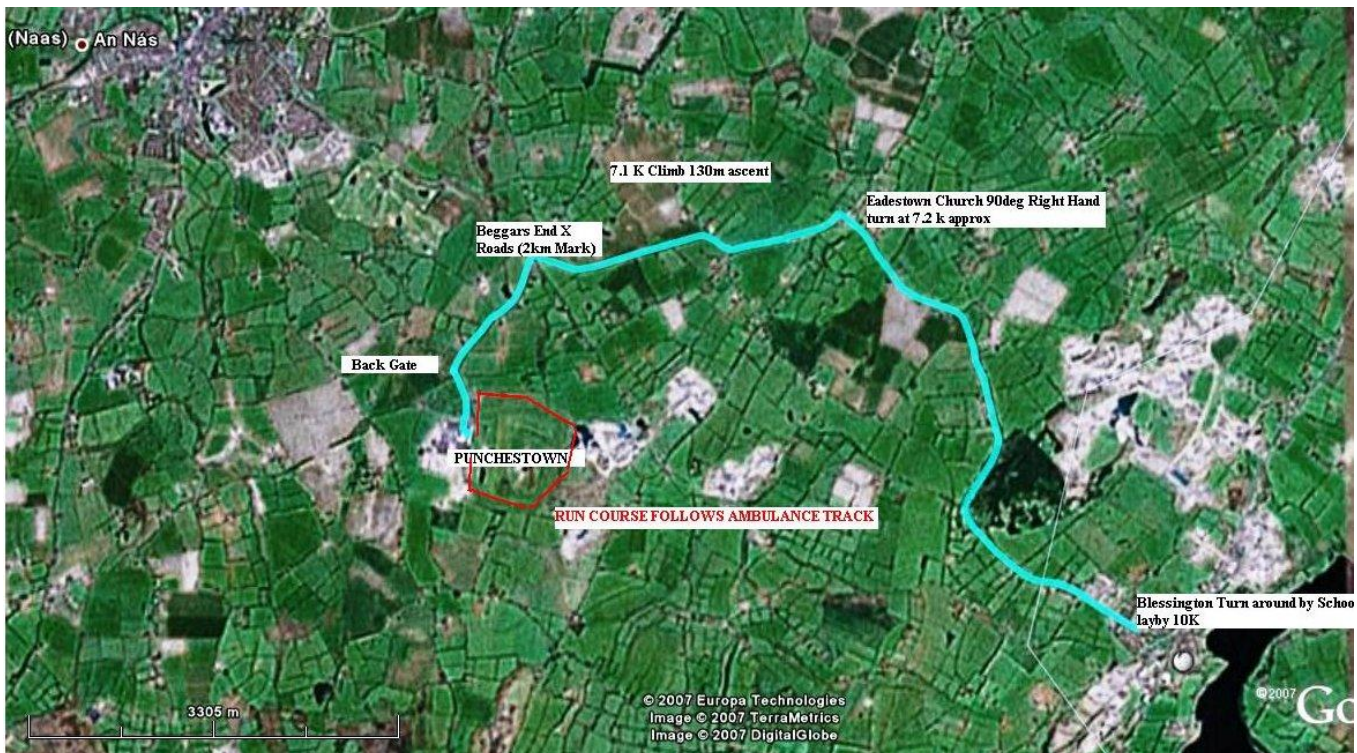 (Naas) An Nás
7.1 K Climb 130m ascent
Eadestown Church 90deg Right Hand
turn at 7.2 k approx
Beggars End X
Roads (2km Mark)
Back Gate
PUNCHESTOWN
RUN COURSE FOLLOWS AMBULANCE TRACK
Blessington Turn around by Schoo
layby 10K
3305 m
© 2007 Europa Technologies
Image © 2007 TerraMetrics
Image © 2007 DigitalGlobe
©2007 Go